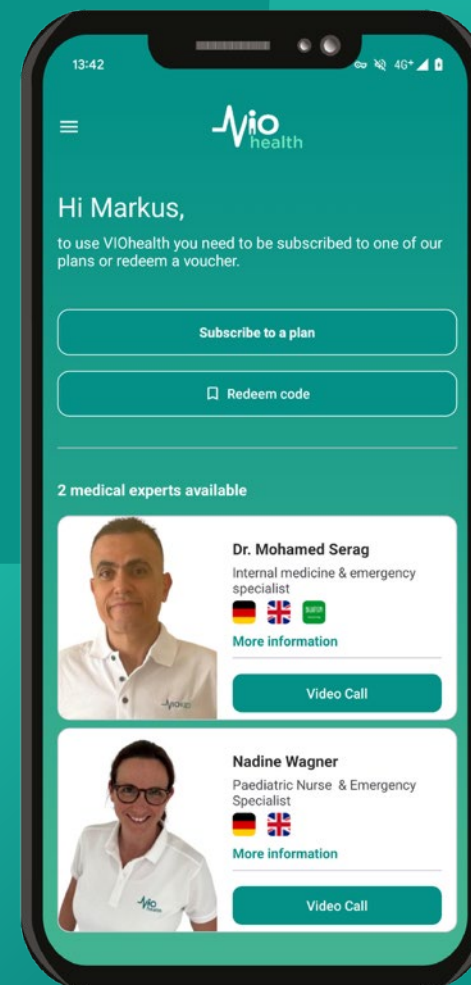 13:42
4G+
Vio
health
Hi Markus,
to use VIOhealth you need to be subscribed to one of our
plans or redeem a voucher.
Subscribe to a plan
Redeem code
2 medical experts available
Dr. Mohamed Serag
Internal medicine & emergency
specialist
More information
Video Call
Nadine Wagner
Paediatric Nurse & Emergency
Specialist
More information
Video Call
Vio
health